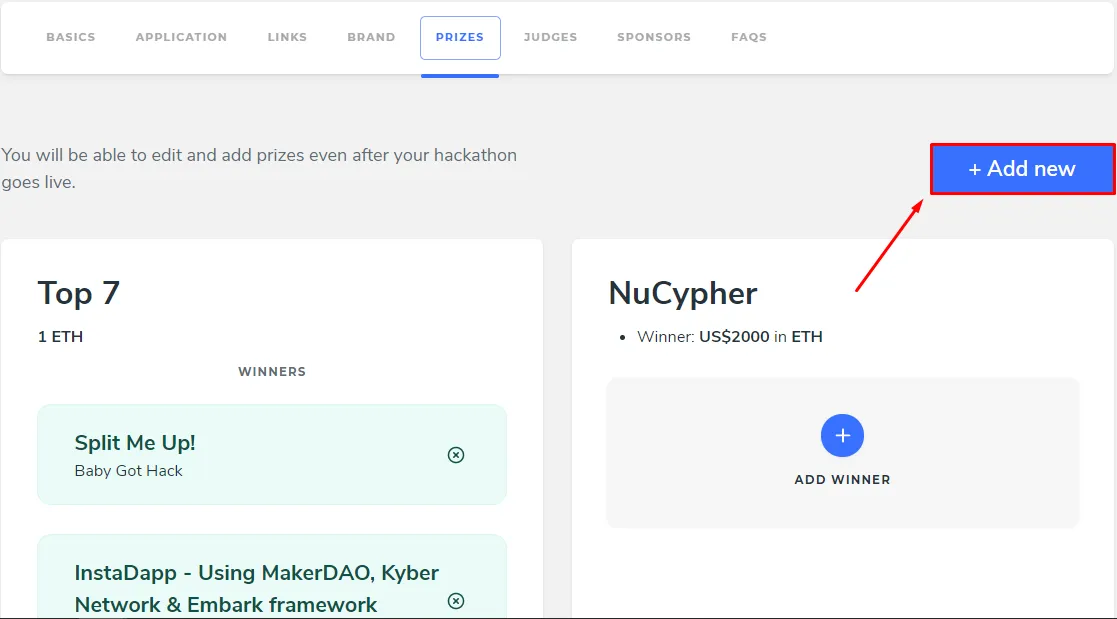 BASICS APPLICATION LINKS BRAND PRIZES JUDGES SPONSORS FAQS
You will be able to edit and add prizes even after your hackathon
goes live.
+ Add new
Top 7
1 ETH
WINNERS
Split Me Up!
Baby Got Hack
InstaDapp - Using MakerDAO, Kyber
Network & Embark framework
NuCypher
• Winner: US$2000 in ETH
ADD WINNER